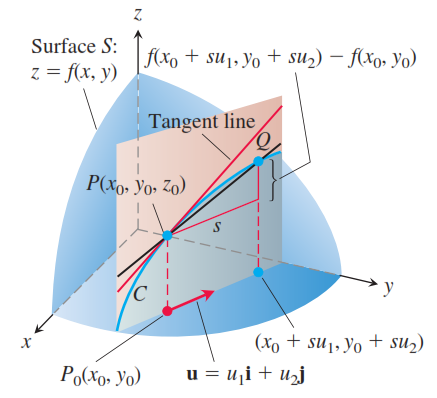 z
Surface S:
z = f(x, y)
f(x₀ + su₁, y₀ + su₂) − f(x₀, y₀)
Tangent line
Q
P(x₀, y₀, z₀)
s
C
y
x
(x₀ + su₁, y₀ + su₂)
P₀(x₀, y₀)
u = u₁i + u₂j